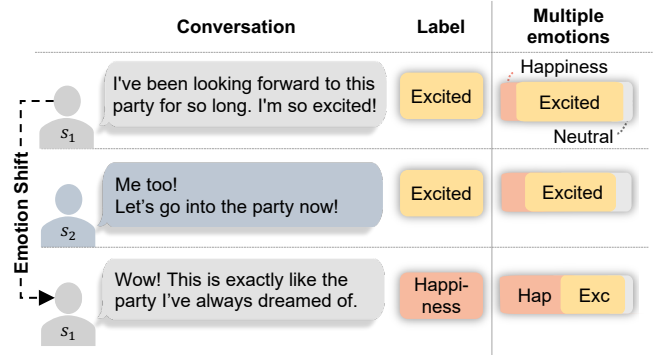 Conversation
Label
Multiple
emotions
I've been looking forward to this
party for so long. I'm so excited!
Excited
Happiness
Excited
Neutral
s₁
Emotion Shift
Me too!
Let's go into the party now!
Excited
Excited
s₂
Wow! This is exactly like the
party I've always dreamed of.
Happi-
ness
Hap
Exc
s₁